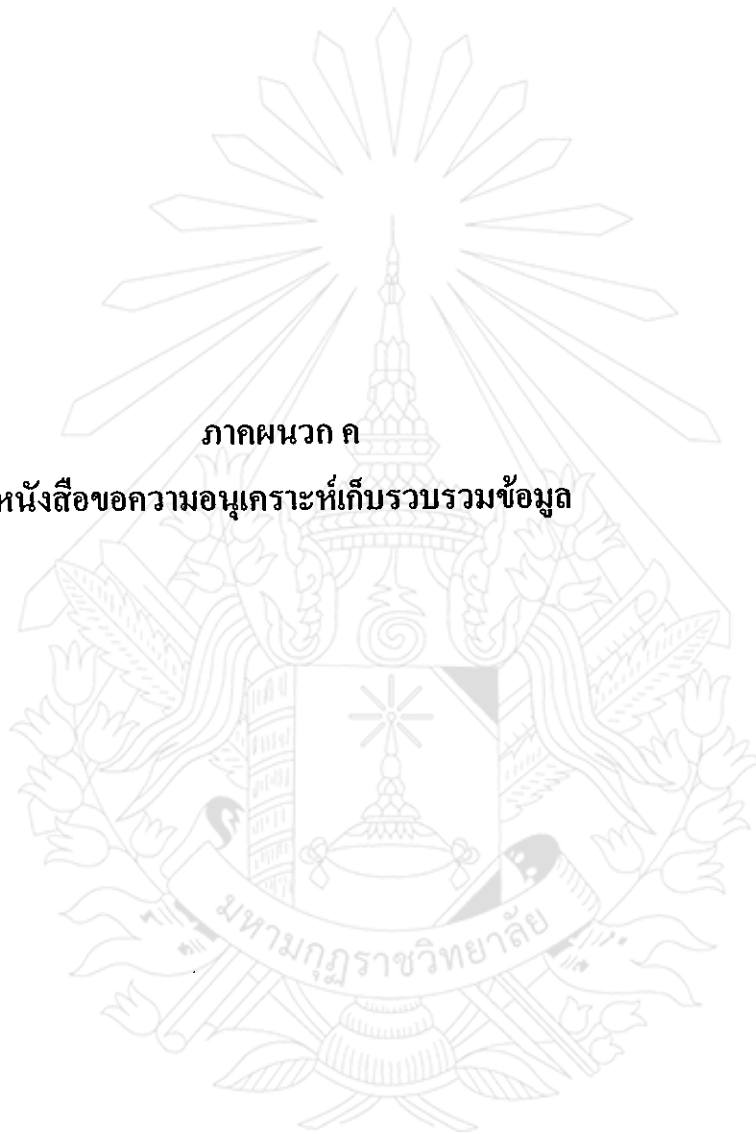 ภาคผนวก ค
หนังสือขอความอนุเคราะห์เก็บรวบรวมข้อมูล
มหามกุฏราชวิทยาลัย